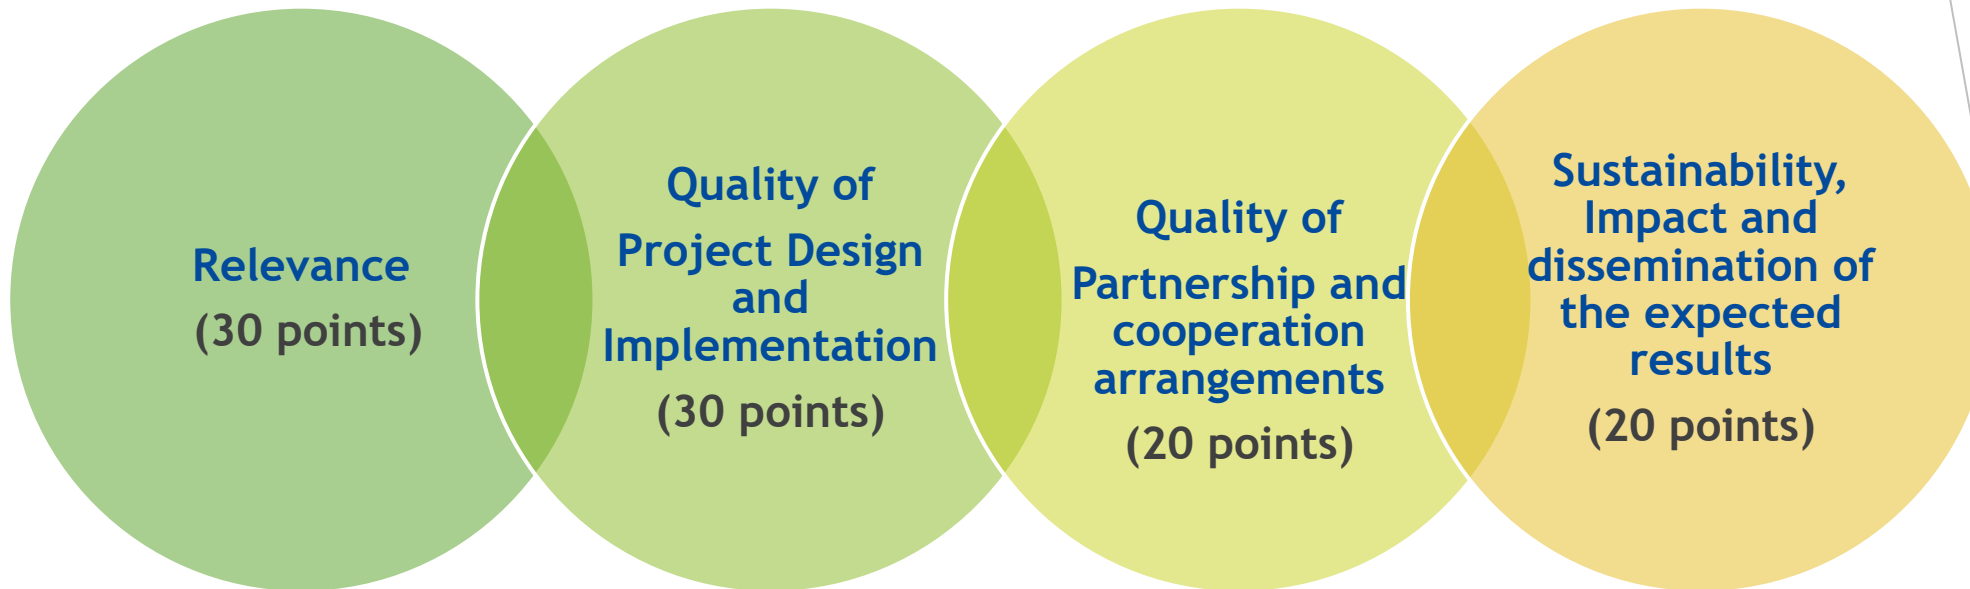 Relevance
(30 points)
Quality of
Project Design
and
Implementation
(30 points)
Quality of
Partnership and
cooperation
arrangements
(20 points)
Sustainability,
Impact and
dissemination of
the expected
results
(20 points)